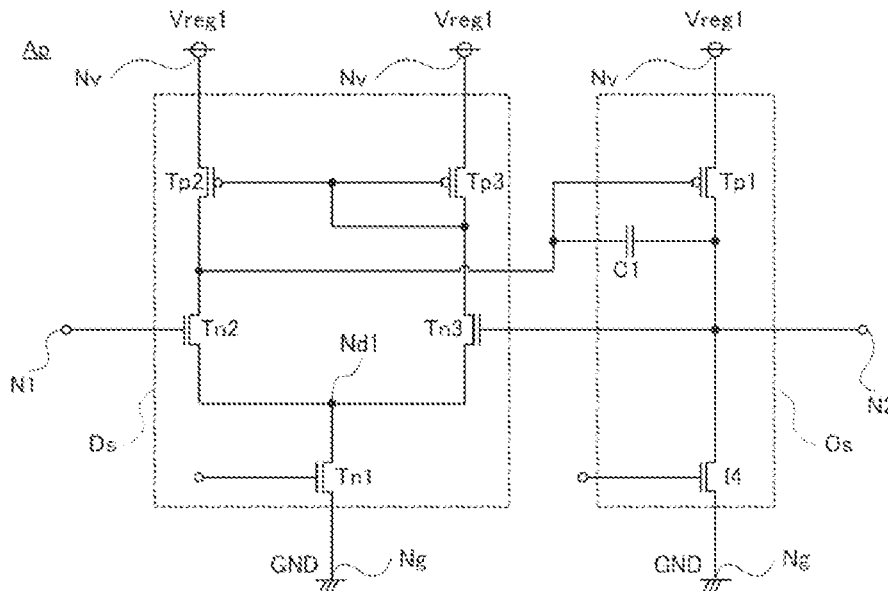 Vreg1 Vreg1 Vreg1
Ap
Nv Nv Nv
Tp2 Tp3 Tp1
C1
Tn2 Tn3
Nd1
N1 N2
Ds Os
Tn1 I4
GND Ng GND Ng